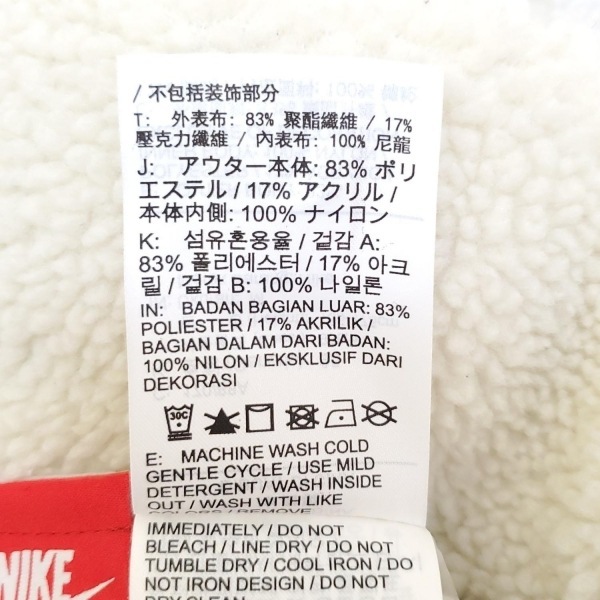 / 不包括装饰部分
T: 外表布: 83% 聚酯纖維 / 17%
壓克力纖維 / 內表布: 100% 尼龍
J: アウター本体: 83% ポリ
エステル / 17% アクリル /
本体内側: 100% ナイロン
K: 섬유혼용율 / 겉감 A:
83% 폴리에스터 / 17% 아크
릴 / 겉감 B: 100% 나일론
IN: BADAN BAGIAN LUAR: 83%
POLIESTER / 17% AKRILIK /
BAGIAN DALAM DARI BADAN:
100% NILON / EKSKLUSIF DARI
DEKORASI
30C
E: MACHINE WASH COLD
GENTLE CYCLE / USE MILD
DETERGENT / WASH INSIDE
OUT / WASH WITH LIKE
COLORS / REMOVE
IMMEDIATELY / DO NOT
BLEACH / LINE DRY / DO NOT
TUMBLE DRY / COOL IRON / DO
NOT IRON DESIGN / DO NOT
DRY CLEAN
NIKE